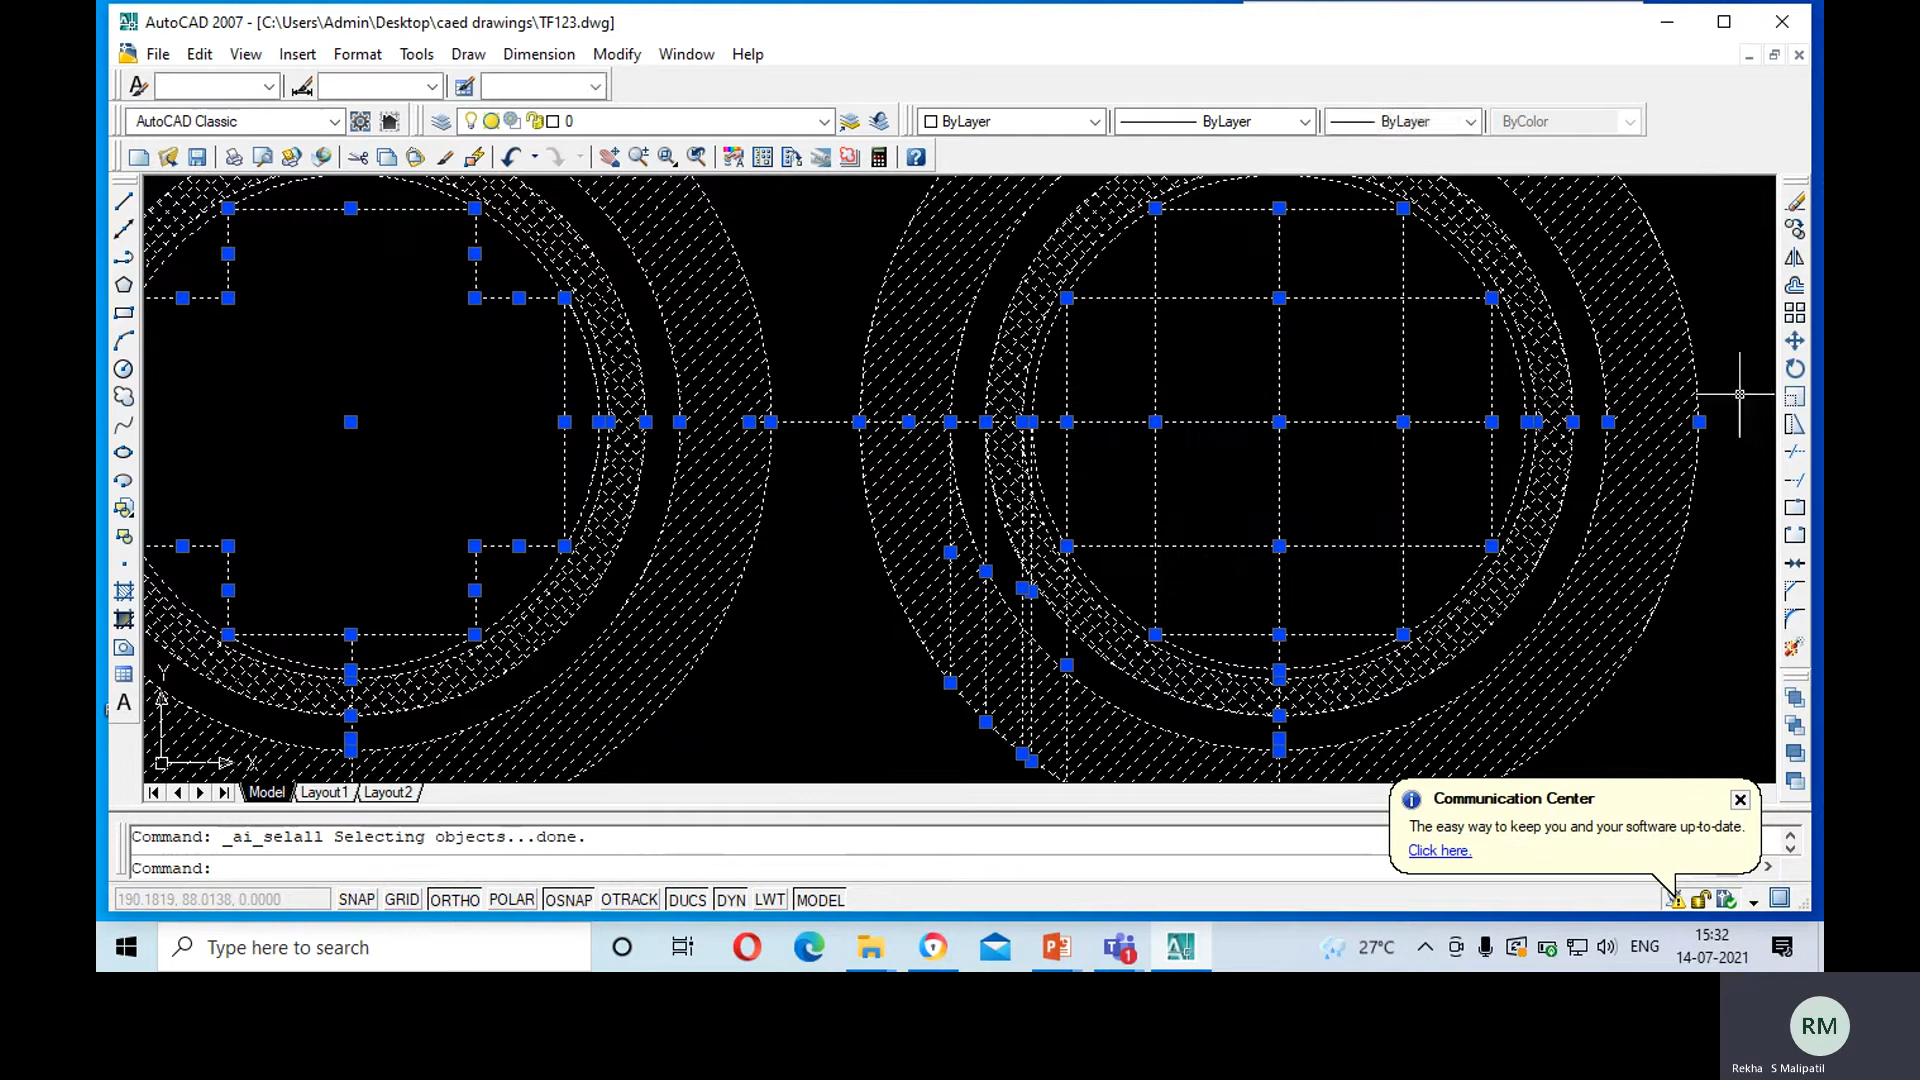 AutoCAD 2007 - [C:\Users\Admin\Desktop\caed drawings\TF123.dwg]
File Edit View Insert Format Tools Draw Dimension Modify Window Help
AutoCAD Classic 0 ByLayer ByLayer ByLayer ByColor
Y
X
Model Layout1 Layout2
Communication Center
The easy way to keep you and your software up-to-date.
Click here.
Command: _ai_selall Selecting objects...done.
Command:
190.1819, 88.0138, 0.0000 SNAP GRID ORTHO POLAR OSNAP OTRACK DUCS DYN LWT MODEL
Type here to search 1 27°C ENG 15:32
14-07-2021
RM
Rekha S Malipatil